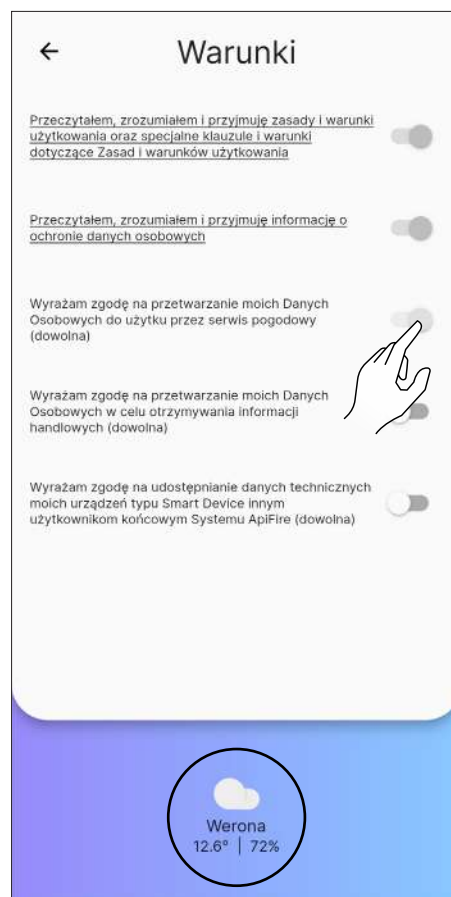 Warunki
Przeczytałem, zrozumiałem i przyjmuję zasady i warunki
użytkowania oraz specjalne klauzule i warunki
dotyczące Zasad i warunków użytkowania
Przeczytałem, zrozumiałem i przyjmuję informację o
ochronie danych osobowych
Wyrażam zgodę na przetwarzanie moich Danych
Osobowych do użytku przez serwis pogodowy
(dowolna)
Wyrażam zgodę na przetwarzanie moich Danych
Osobowych w celu otrzymywania informacji
handlowych (dowolna)
Wyrażam zgodę na udostępnianie danych technicznych
moich urządzeń typu Smart Device innym
użytkownikom końcowym Systemu ApiFire (dowolna)
Werona
12.6° | 72%